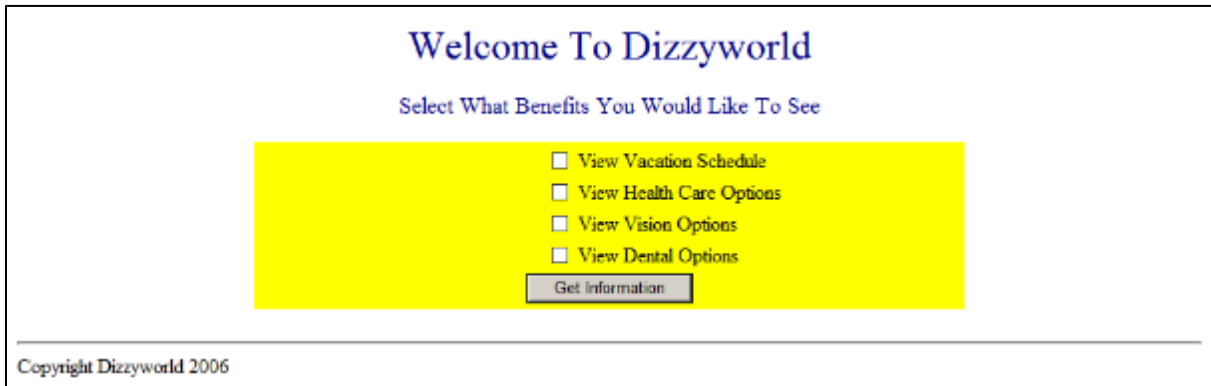 Welcome To Dizzyworld
Select What Benefits You Would Like To See
View Vacation Schedule
View Health Care Options
View Vision Options
View Dental Options
Get Information
Copyright Dizzyworld 2006